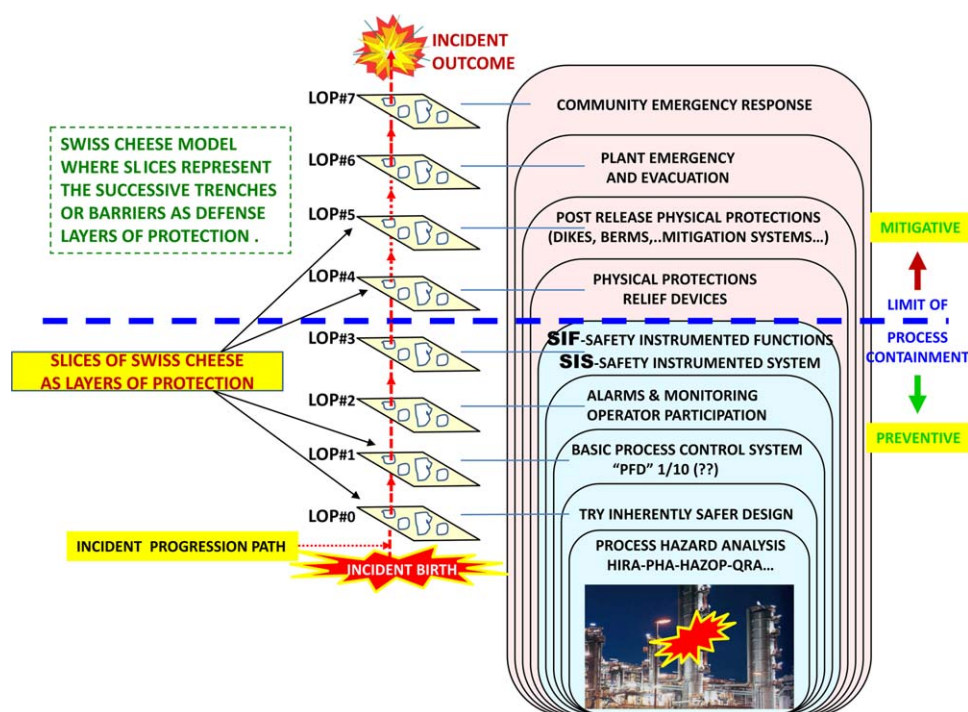 INCIDENT
OUTCOME
LOP#7
COMMUNITY EMERGENCY RESPONSE
SWISS CHEESE MODEL
WHERE SLICES REPRESENT
THE SUCCESSIVE TRENCHES
OR BARRIERS AS DEFENSE
LAYERS OF PROTECTION .
LOP#6
PLANT EMERGENCY
AND EVACUATION
LOP#5
POST RELEASE PHYSICAL PROTECTIONS
(DIKES, BERMS,..MITIGATION SYSTEMS...)
MITIGATIVE
LOP#4
PHYSICAL PROTECTIONS
RELIEF DEVICES
LIMIT OF
PROCESS
CONTAINMENT
LOP#3
SIF-SAFETY INSTRUMENTED FUNCTIONS
SIS-SAFETY INSTRUMENTED SYSTEM
SLICES OF SWISS CHEESE
AS LAYERS OF PROTECTION
LOP#2
ALARMS & MONITORING
OPERATOR PARTICIPATION
PREVENTIVE
LOP#1
BASIC PROCESS CONTROL SYSTEM
“PFD” 1/10 (??)
LOP#0
TRY INHERENTLY SAFER DESIGN
INCIDENT PROGRESSION PATH
INCIDENT BIRTH
PROCESS HAZARD ANALYSIS
HIRA-PHA-HAZOP-QRA...